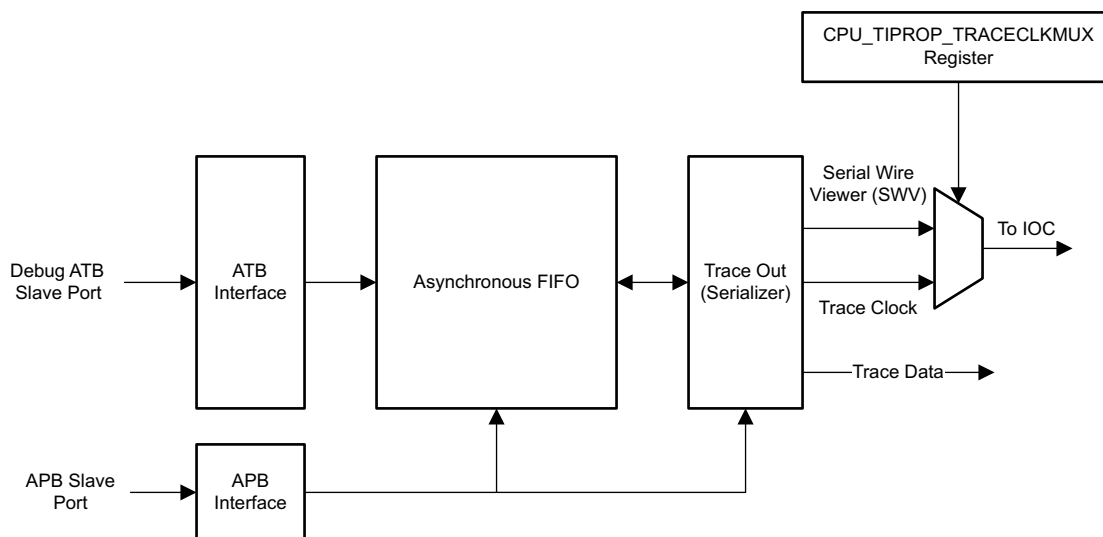 CPU_TIPROP_TRACECLKMUX
Register
Serial Wire
Viewer (SWV)
To IOC
Debug ATB
Slave Port
ATB
Interface
Asynchronous FIFO
Trace Out
(Serializer)
Trace Clock
Trace Data
APB Slave
Port
APB
Interface